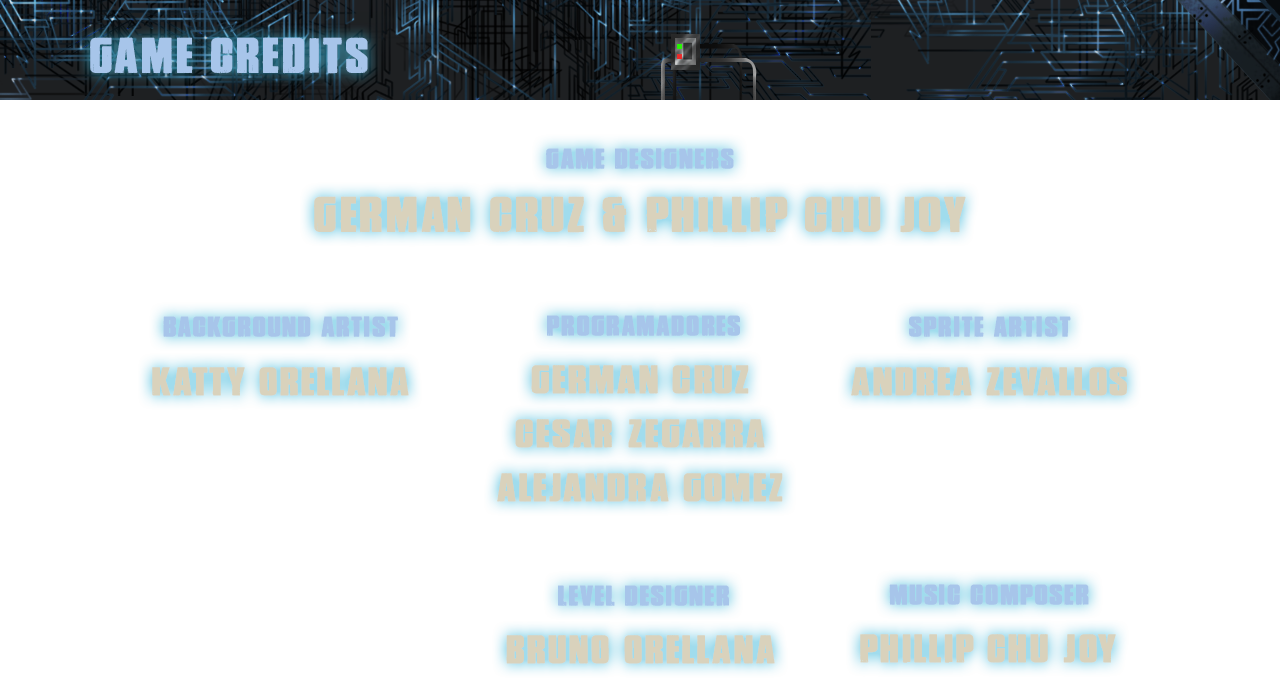 GAME CREDITS
GAME DESIGNERS
GERMAN CRUZ & PHILLIP CHU JOY
BACKGROUND ARTIST
KATTY ORELLANA
PROGRAMADORES
GERMAN CRUZ
CESAR ZEGARRA
ALEJANDRA GOMEZ
SPRITE ARTIST
ANDREA ZEVALLOS
LEVEL DESIGNER
BRUNO ORELLANA
MUSIC COMPOSER
PHILLIP CHU JOY